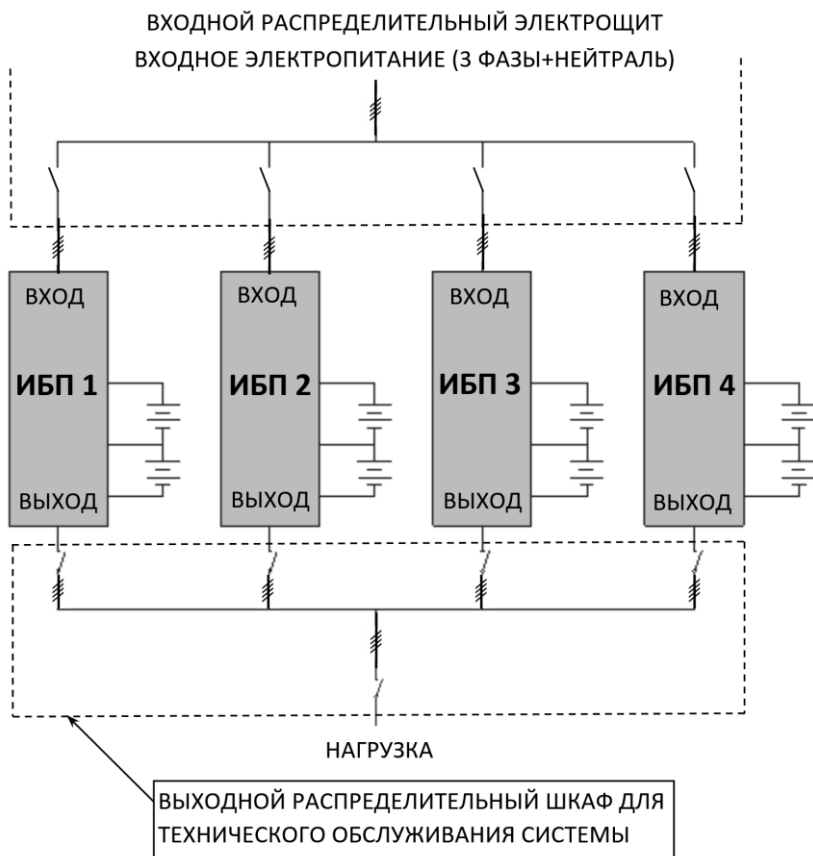 ВХОДНОЙ РАСПРЕДЕЛИТЕЛЬНЫЙ ЭЛЕКТРОЩИТ
ВХОДНОЕ ЭЛЕКТРОПИТАНИЕ (3 ФАЗЫ+НЕЙТРАЛЬ)
ВХОД ВХОД ВХОД ВХОД
ИБП 1 ИБП 2 ИБП 3 ИБП 4
ВЫХОД ВЫХОД ВЫХОД ВЫХОД
НАГРУЗКА
ВЫХОДНОЙ РАСПРЕДЕЛИТЕЛЬНЫЙ ШКАФ ДЛЯ
ТЕХНИЧЕСКОГО ОБСЛУЖИВАНИЯ СИСТЕМЫ